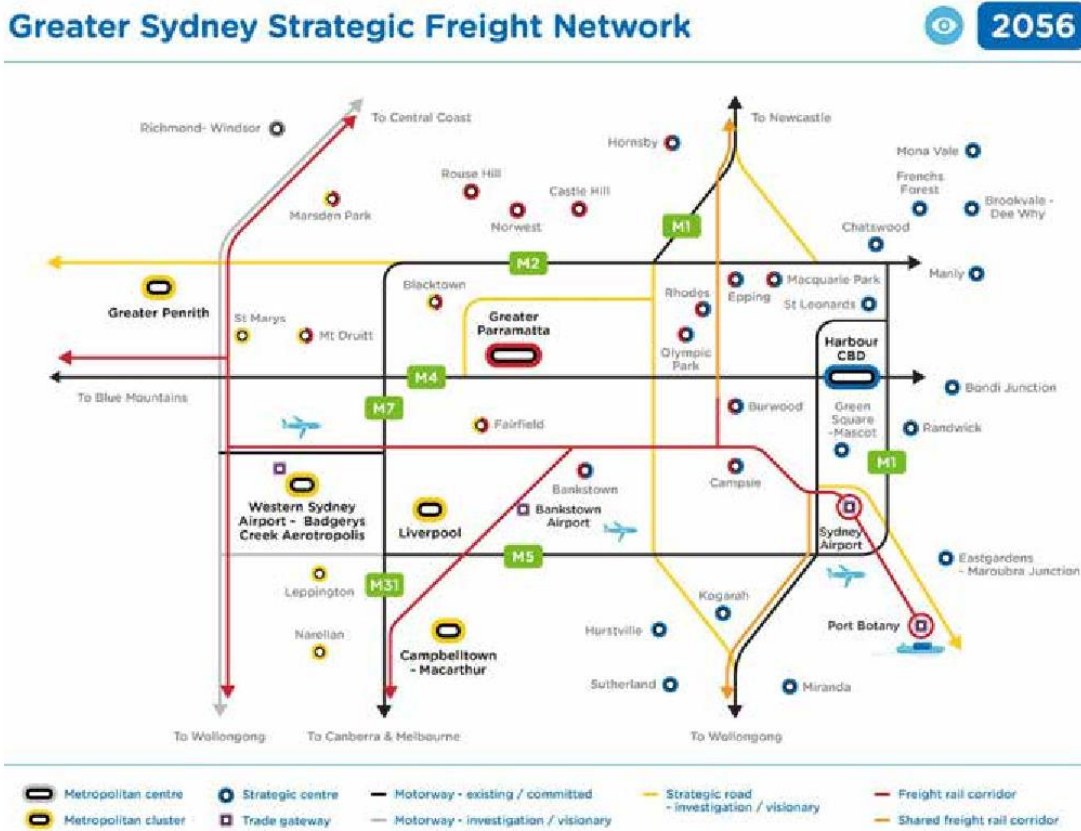 Greater Sydney Strategic Freight Network
2056
To Central Coast
To Newcastle
Richmond- Windsor
Hornsby
Mona Vale
Rouse Hill
Castle Hill
Frenchs
Forest
Marsden Park
Norwest
Brookvale -
Dee Why
M1
Chatswood
M2
Manly
Greater Penrith
Blacktown
Rhodes
Epping
Macquarie Park
St Leonards
St Marys
Mt Druitt
Greater
Parramatta
Olympic
Park
Harbour
CBD
M4
To Blue Mountains
M7
Bondi Junction
Burwood
Green
Square
-Mascot
Randwick
Fairfield
M1
Campsie
Bankstown
Western Sydney
Airport - Badgerys
Creek Aerotropolis
Liverpool
Bankstown
Airport
Sydney
Airport
M5
Eastgardens
- Maroubra Junction
Leppington
M31
Kogarah
Narellan
Hurstville
Port Botany
Campbelltown
- Macarthur
Sutherland
Miranda
To Wollongong
To Canberra & Melbourne
To Wollongong
Metropolitan centre
Strategic centre
Motorway - existing / committed
Strategic road
- investigation / visionary
Freight rail corridor
Metropolitan cluster
Trade gateway
Motorway - investigation / visionary
Shared freight rail corridor